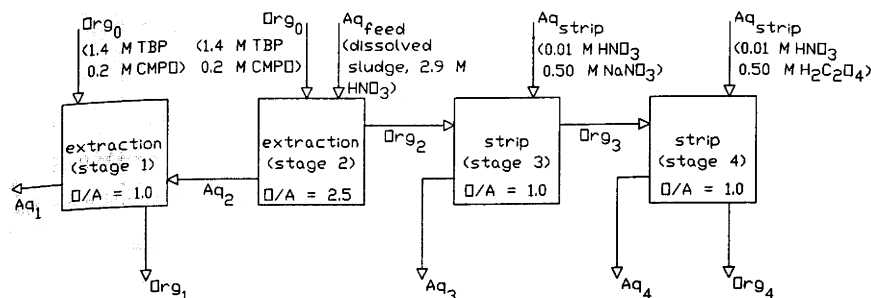 Org0
(1.4 M TBP
0.2 M CMPO)
Org0
(1.4 M TBP
0.2 M CMPO)
Aqfeed
(dissolved
sludge, 2.9 M
HNO3)
Aqstrip
(0.01 M HNO3
0.50 M NaNO3)
Aqstrip
(0.01 M HNO3
0.50 M H2C2O4)
extraction
(stage 1)
O/A = 1.0
extraction
(stage 2)
O/A = 2.5
strip
(stage 3)
O/A = 1.0
strip
(stage 4)
O/A = 1.0
Aq1
Aq2
Org2
Org3
Org1
Aq3
Aq4
Org4